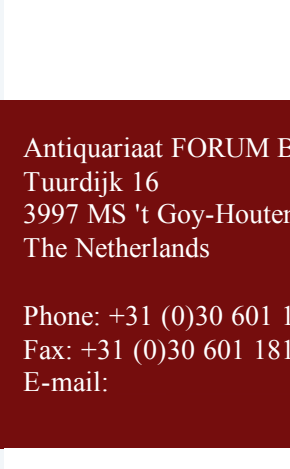 Antiquariaat FORUM B
Tuurdijk 16
3997 MS 't Goy-Houten
The Netherlands
Phone: +31 (0)30 601 1
Fax: +31 (0)30 601 181
E-mail: